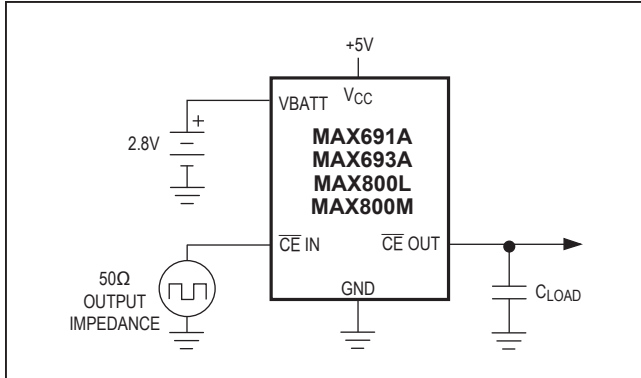 +5V
VBATT
VCC
+
2.8V
MAX691A
MAX693A
MAX800L
MAX800M
CE IN
CE OUT
50Ω
OUTPUT
IMPEDANCE
GND
CLOAD